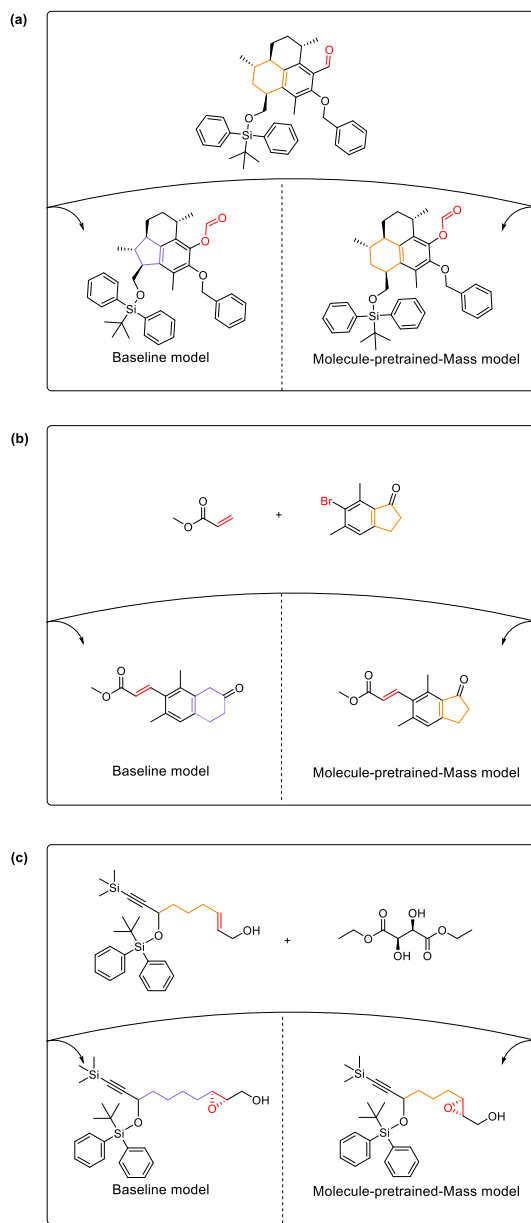 (a)
O
O
O
Si
O
O
O
O
Si
O
O
O
O
Si
Baseline model
Molecule-pretrained-Mass model
(b)
O
O
+
Br
O
O
O
O
O
O
O
Baseline model
Molecule-pretrained-Mass model
(c)
Si
OH
O
Si
+
O
OH
O
O
OH
O
Si
O
OH
O
Si
Si
O
OH
O
Si
Baseline model
Molecule-pretrained-Mass model